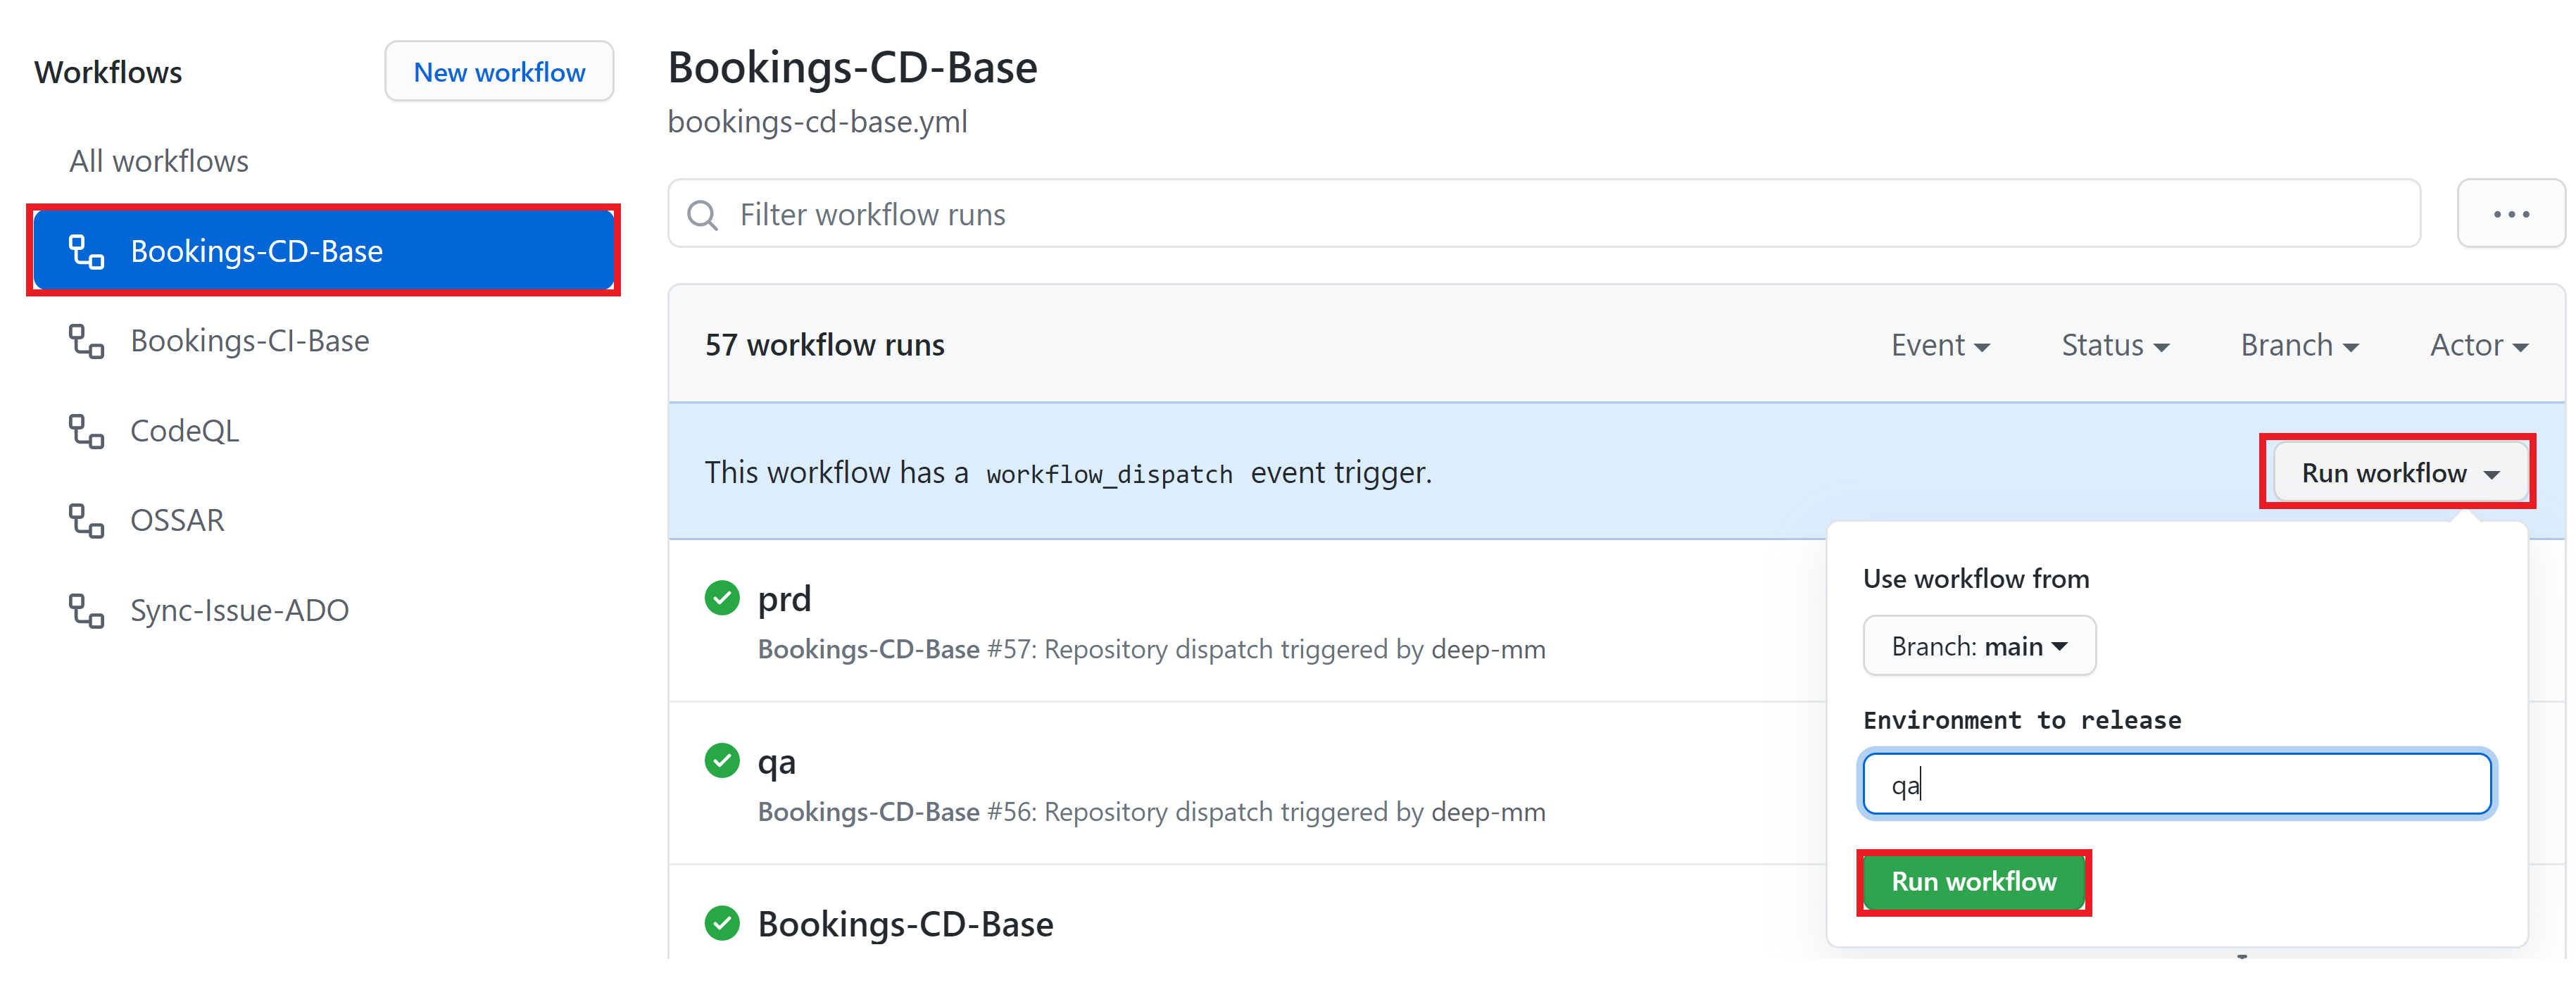 Workflows
New workflow
All workflows
Bookings-CD-Base
Bookings-CI-Base
CodeQL
OSSAR
Sync-Issue-ADO
Bookings-CD-Base
bookings-cd-base.yml
Filter workflow runs
57 workflow runs
Event
Status
Branch
Actor
This workflow has a workflow_dispatch event trigger.
Run workflow
prd
Bookings-CD-Base #57: Repository dispatch triggered by deep-mm
qa
Bookings-CD-Base #56: Repository dispatch triggered by deep-mm
Bookings-CD-Base
Use workflow from
Branch: main
Environment to release
qa
Run workflow